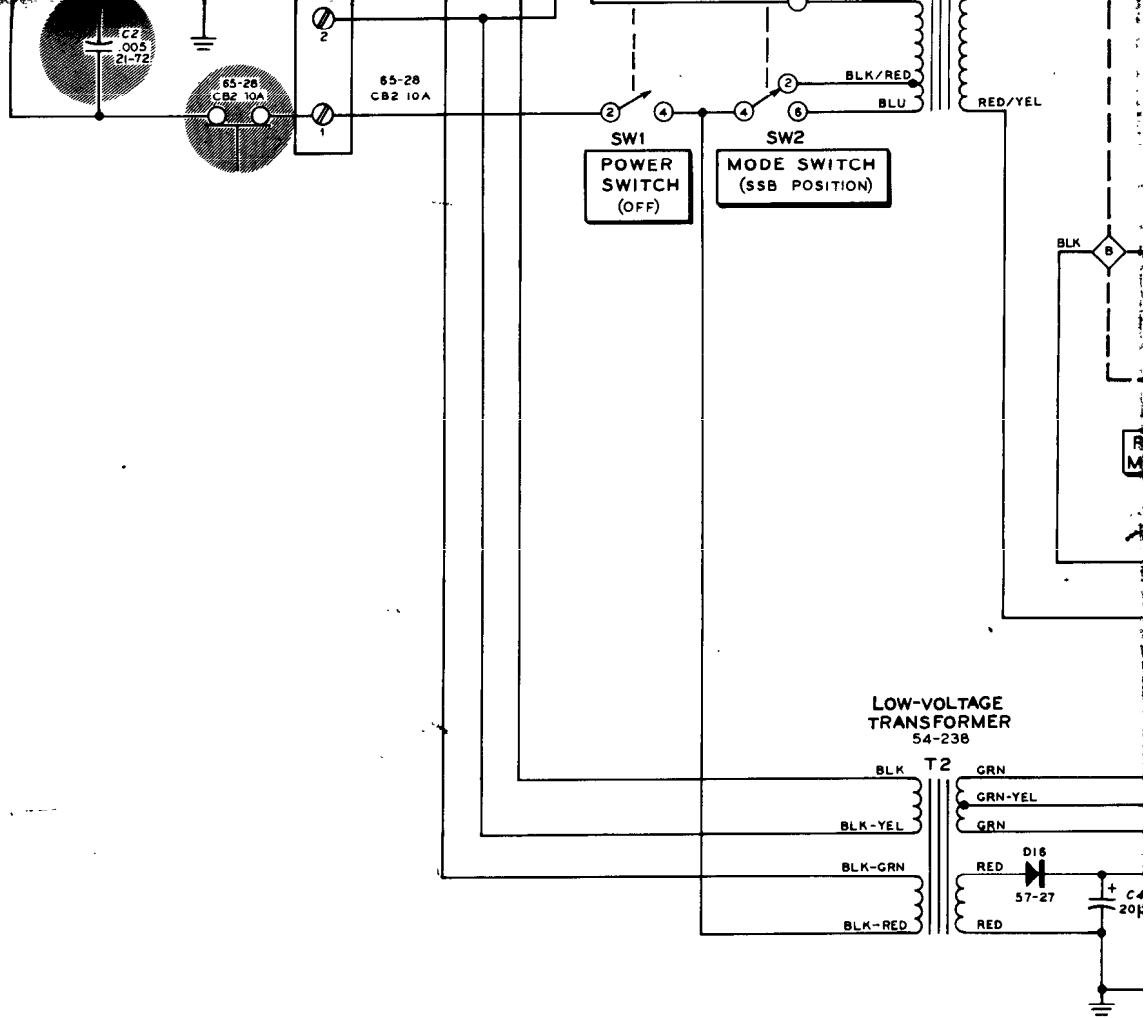 C2
.005
21-72
2
65-28
CB2 10A
65-28
CB2 10A
1
2
4
4
2
6
BLK/RED
BLU
RED/YEL
SW1
POWER
SWITCH
(OFF)
SW2
MODE SWITCH
(SSB POSITION)
BLK
B
M
LOW-VOLTAGE
TRANSFORMER
54-238
T2
BLK
GRN
GRN-YEL
BLK-YEL
GRN
BLK-GRN
RED
D16
57-27
+
C4
20
BLK-RED
RED